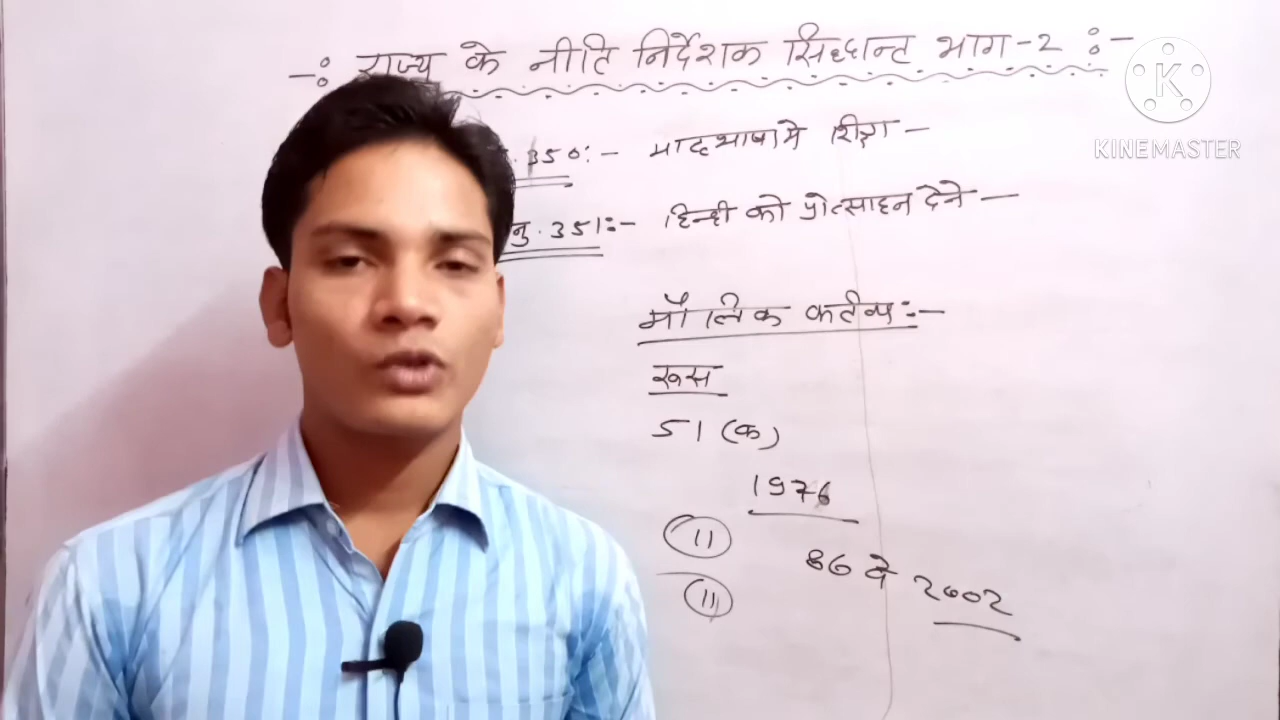 -: राज्य के नीति निर्देशक सिध्दान्ट भाग-2 :-
K
KINEMASTER
. 350:- मातृभाषा मे शिक्षा -
नु. 351:- हिन्दी को प्रोत्साहन देने -
मौलिक कर्तव्य:-
रूस
51 (क)
1976
11
86 वे 2002
11